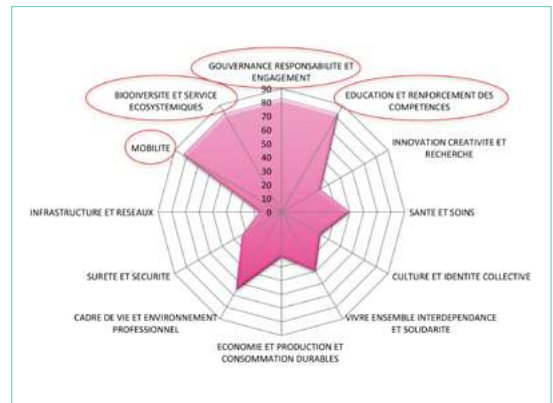 GOUVERNANCE RESPONSABILITE ET
ENGAGEMENT
BIODIVERSITE ET SERVICE
ECOSYSTEMIQUES
EDUCATION ET RENFORCEMENT DES
COMPETENCES
MOBILITE
INNOVATION CREATIVITE ET
RECHERCHE
INFRASTRUCTURE ET RESEAUX
SANTE ET SOINS
SURETE ET SECURITE
CULTURE ET IDENTITE COLLECTIVE
CADRE DE VIE ET ENVIRONNEMENT
PROFESSIONNEL
VIVRE ENSEMBLE INTERDEPENDANCE
ET SOLIDARITE
ECONOMIE ET PRODUCTION ET
CONSOMMATION DURABLES
90
80
70
60
50
40
30
20
10
0